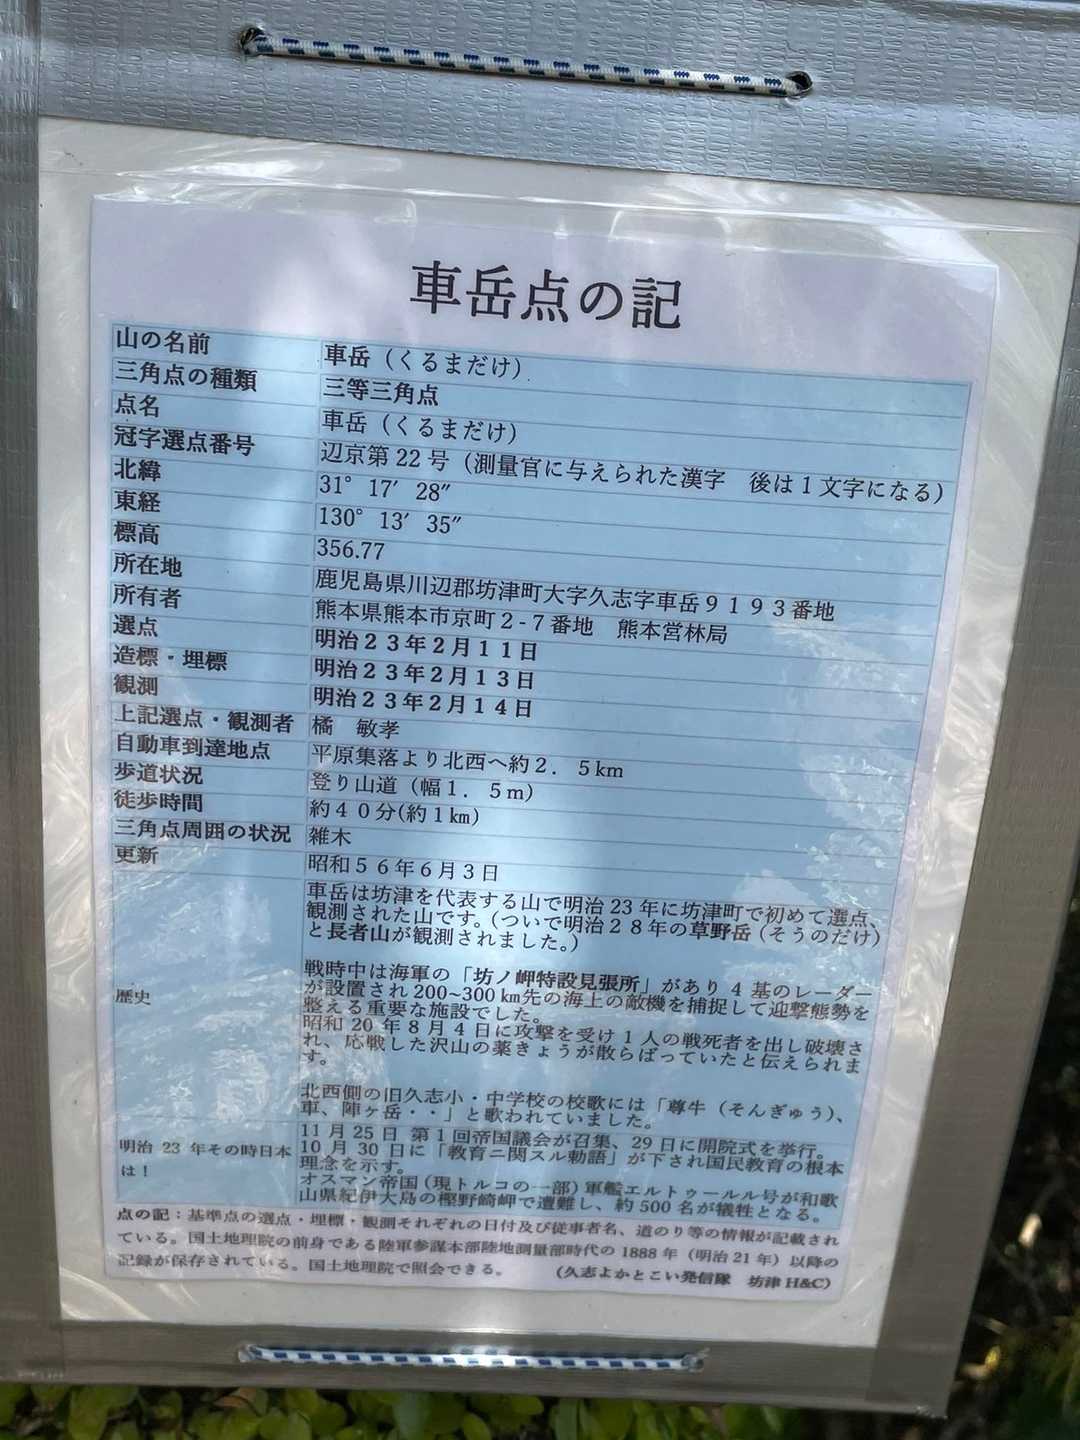 車岳点の記
山の名前 車岳（くるまだけ）
三角点の種類 三等三角点
点名 車岳（くるまだけ）
冠字選点番号 辺京第22号（測量官に与えられた漢字　後は1文字になる）
北緯 31°17′28″
東経 130°13′35″
標高 356.77
所在地 鹿児島県川辺郡坊津町大字久志字車岳９１９３番地
所有者 熊本県熊本市京町２-７番地　熊本営林局
選点 明治２３年２月１１日
造標・埋標 明治２３年２月１３日
観測 明治２３年２月１４日
上記選点・観測者 橘　敏孝
自動車到達地点 平原集落より北西へ約２．５km
歩道状況 登り山道（幅１．５m）
徒歩時間 約４０分(約１㎞)
三角点周囲の状況 雑木
更新 昭和５６年６月３日
歴史
車岳は坊津を代表する山で明治23年に坊津町で初めて選点、
観測された山です。（ついで明治２８年の草野岳（そうのだけ）
と長者山が観測されました。）
戦時中は海軍の「坊ノ岬特設見張所」があり４基のレーダー
が設置され200~300㎞先の海上の敵機を捕捉して迎撃態勢を
整える重要な施設でした。
昭和20年８月４日に攻撃を受け１人の戦死者を出し破壊さ
れ、応戦した沢山の薬きょうが散らばっていたと伝えられま
す。
北西側の旧久志小・中学校の校歌には「尊牛（そんぎゅう）、
車、陣ヶ岳・・」と歌われていました。
明治23年その時日本
は！
11月25日 第１回帝国議会が召集、29日に開院式を挙行。
10月30日に「教育ニ関スル勅語」が下され国民教育の根本
理念を示す。
オスマン帝国（現トルコの一部）軍艦エルトゥールル号が和歌
山県紀伊大島の樫野崎岬で遭難し、約500名が犠牲となる。
点の記：基準点の選点・埋標・観測それぞれの日付及び従事者名、道のり等の情報が記載され
ている。国土地理院の前身である陸軍参謀本部陸地測量部時代の1888年（明治21年）以降の
記録が保存されている。国土地理院で照会できる。　（久志よかとこい発信隊　坊津H&C）